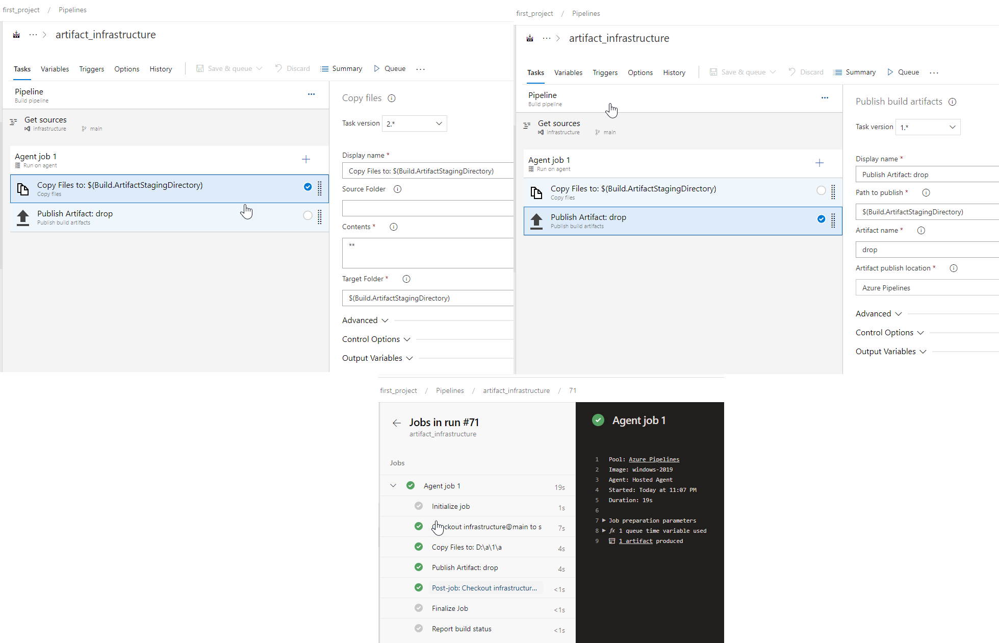 first_project / Pipelines
··· > artifact_infrastructure
Tasks Variables Triggers Options History Save & queue Discard Summary Queue ···
Pipeline
Build pipeline
Get sources
infrastructure main
Agent job 1
Run on agent
Copy Files to: $(Build.ArtifactStagingDirectory)
Copy files
Publish Artifact: drop
Publish build artifacts
Copy files
Task version 2.*
Display name *
Copy Files to: $(Build.ArtifactStagingDirectory)
Source Folder
Contents *
**
Target Folder *
$(Build.ArtifactStagingDirectory)
Advanced
Control Options
Output Variables
first_project / Pipelines
··· > artifact_infrastructure
Tasks Variables Triggers Options History Save & queue Discard Summary Queue ···
Pipeline
Build pipeline
Get sources
infrastructure main
Agent job 1
Run on agent
Copy Files to: $(Build.ArtifactStagingDirectory)
Copy files
Publish Artifact: drop
Publish build artifacts
Publish build artifacts
Task version 1.*
Display name *
Publish Artifact: drop
Path to publish *
$(Build.ArtifactStagingDirectory)
Artifact name *
drop
Artifact publish location *
Azure Pipelines
Advanced
Control Options
Output Variables
first_project / Pipelines / artifact_infrastructure / 71
Jobs in run #71
artifact_infrastructure
Jobs
Agent job 1 19s
Initialize job 1s
infrastructure@main to s 7s
Copy Files to: D:\a\1\a 4s
Publish Artifact: drop 4s
Post-job: Checkout infrastructur... <1s
Finalize Job <1s
Report build status <1s
Agent job 1
1 Pool: Azure Pipelines
2 Image: windows-2019
3 Agent: Hosted Agent
4 Started: Today at 11:07 PM
5 Duration: 19s
6
7 Job preparation parameters
8 fx 1 queue time variable used
9 1 artifact produced